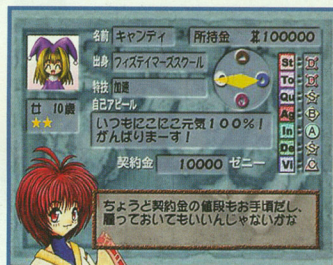 名前 キャンディ 所持金 100000
出身 ウィズテイマーズスクール
特技 加速
10歳
自己アピール
いつもにこにこ元気100%!
がんばりまーす!
契約金 10000 ゼニー
St
To
Qu
Ag B
In A
De
Vi C
ちょうど契約金の値段もお手頃だし、
雇っておいてもいいんじゃないかな